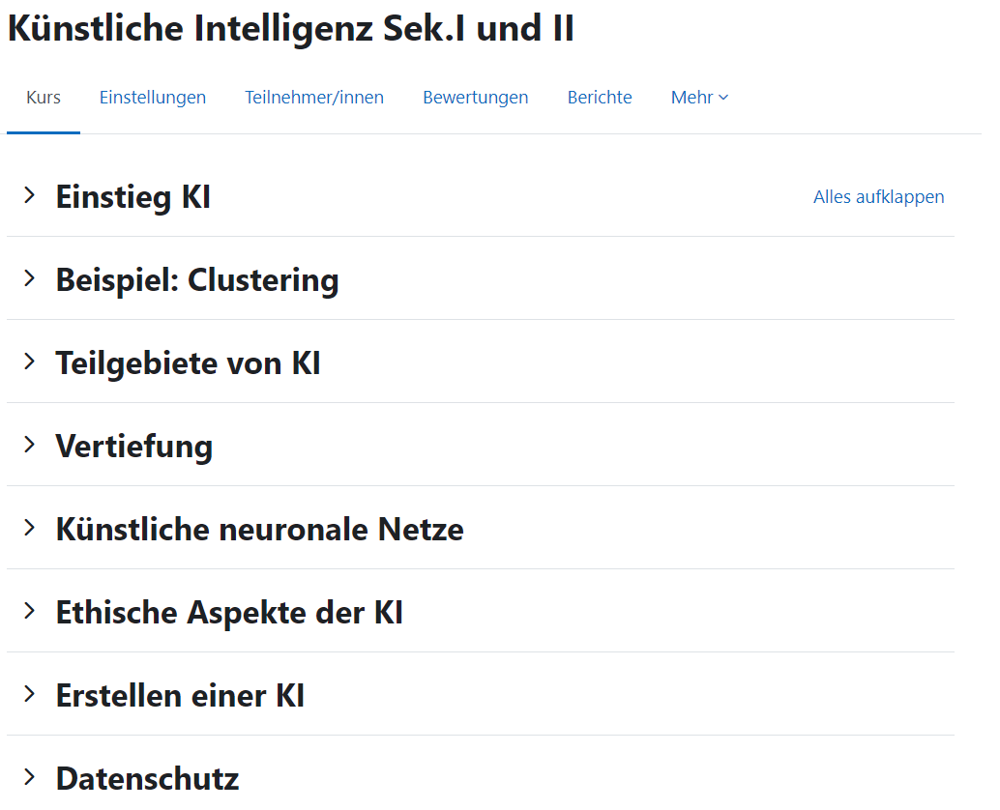 Künstliche Intelligenz Sek.I und II
Kurs Einstellungen Teilnehmer/innen Bewertungen Berichte Mehr
Einstieg KI Alles aufklappen
Beispiel: Clustering
Teilgebiete von KI
Vertiefung
Künstliche neuronale Netze
Ethische Aspekte der KI
Erstellen einer KI
Datenschutz